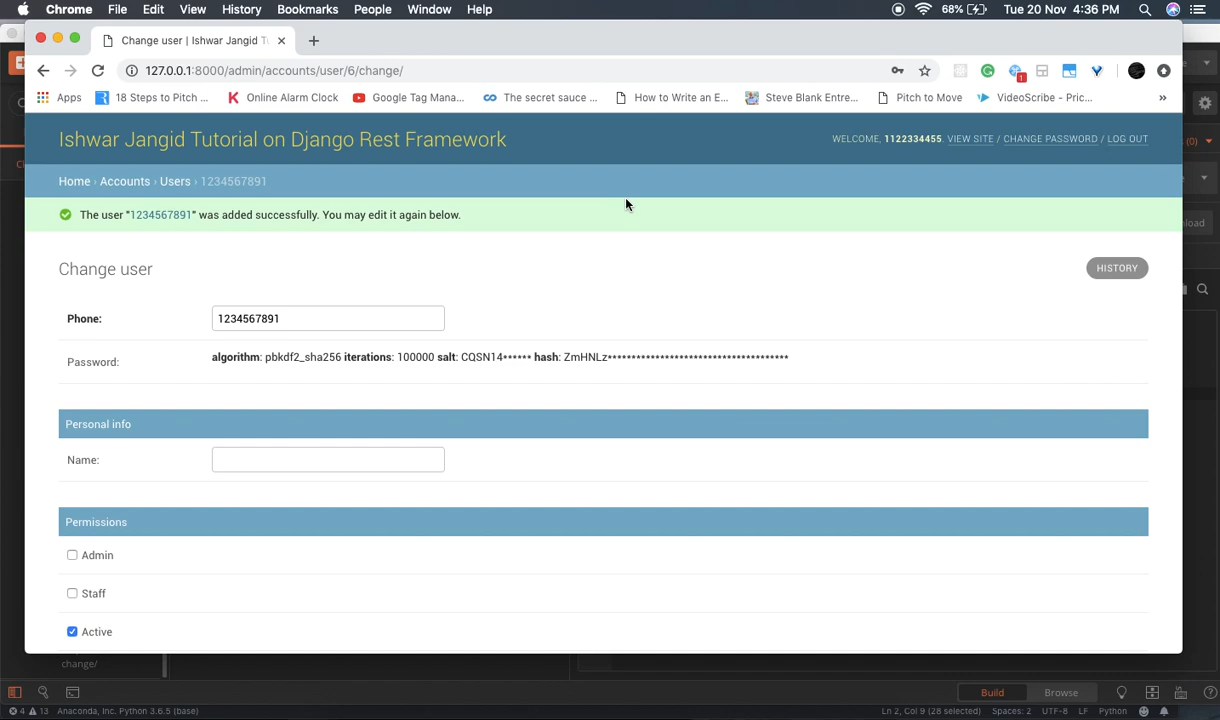 Chrome File Edit View History Bookmarks People Window Help 68% Tue 20 Nov 4:36 PM
Change user | Ishwar Jangid T
127.0.0.1:8000/admin/accounts/user/6/change/
1
Apps 18 Steps to Pitch ... Online Alarm Clock Google Tag Mana... The secret sauce ... How to Write an E... Steve Blank Entre... Pitch to Move VideoScribe - Pric... »
Ishwar Jangid Tutorial on Django Rest Framework WELCOME, 1122334455. VIEW SITE / CHANGE PASSWORD / LOG OUT
(0)
Home › Accounts › Users › 1234567891
The user "1234567891" was added successfully. You may edit it again below.
Change user HISTORY
Phone: 1234567891
Password: algorithm: pbkdf2_sha256 iterations: 100000 salt: CQSN14****** hash: ZmHNLz**************************************
Personal info
Name:
Permissions
Admin
Staff
Active
change/
Build Browse
4 13 Anaconda, Inc. Python 3.6.5 (base) Ln 2, Col 9 (28 selected) Spaces: 2 UTF-8 LF Python